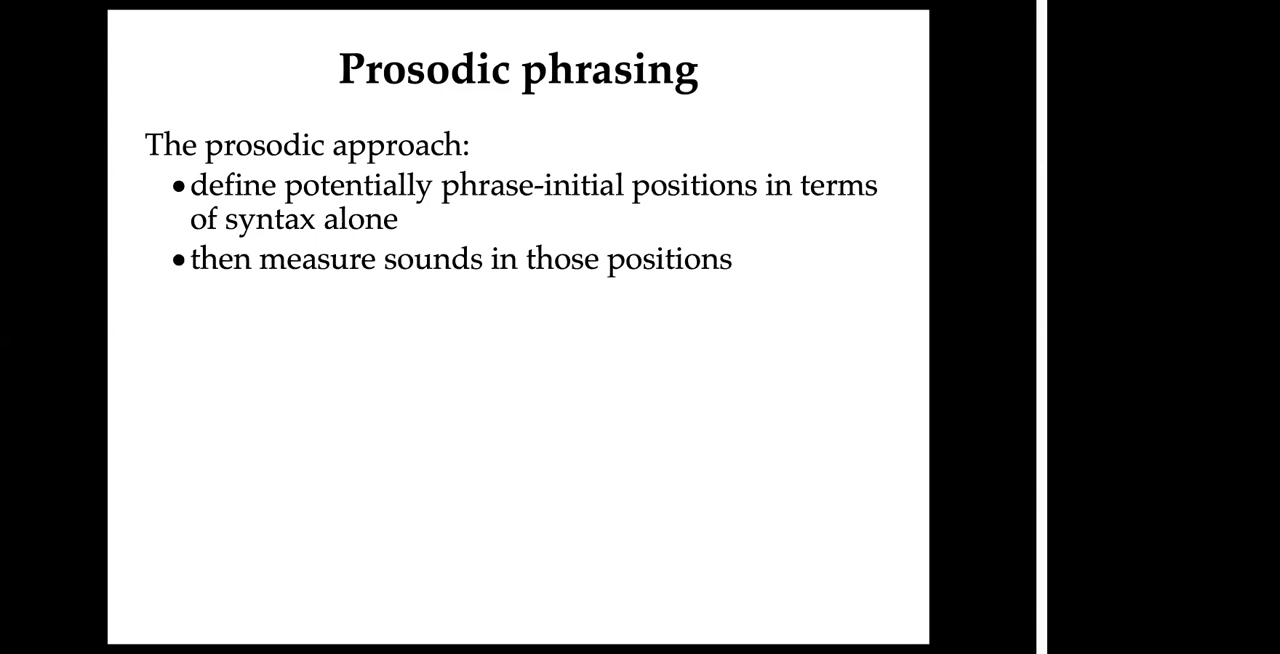 Prosodic phrasing
The prosodic approach:
•define potentially phrase-initial positions in terms
of syntax alone
•then measure sounds in those positions